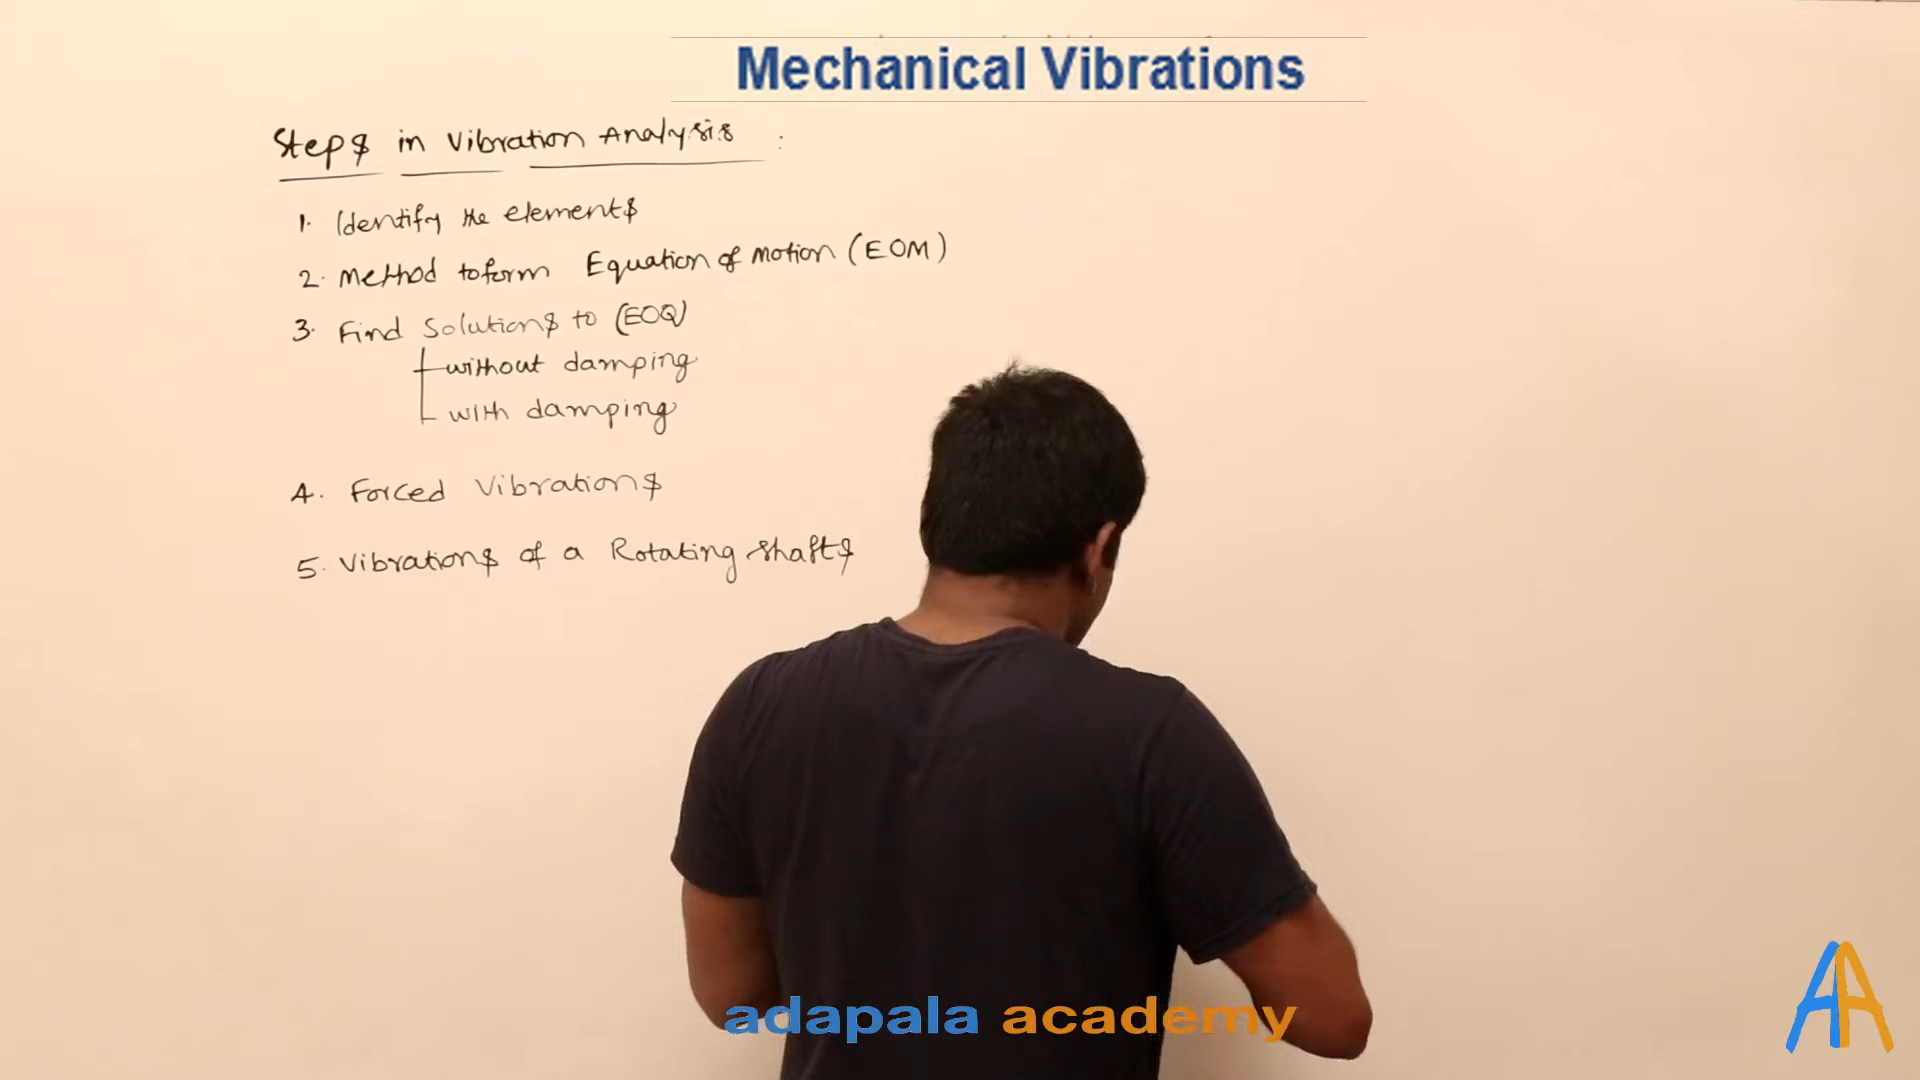 Mechanical Vibrations
Steps in Vibration Analysis :
1. Identify the elements
2. Method to form Equation of motion (EOM)
3. Find Solutions to (EOQ)
without damping
with damping
4. Forced Vibrations
5. Vibrations of a Rotating shafts
adapala academy
AA